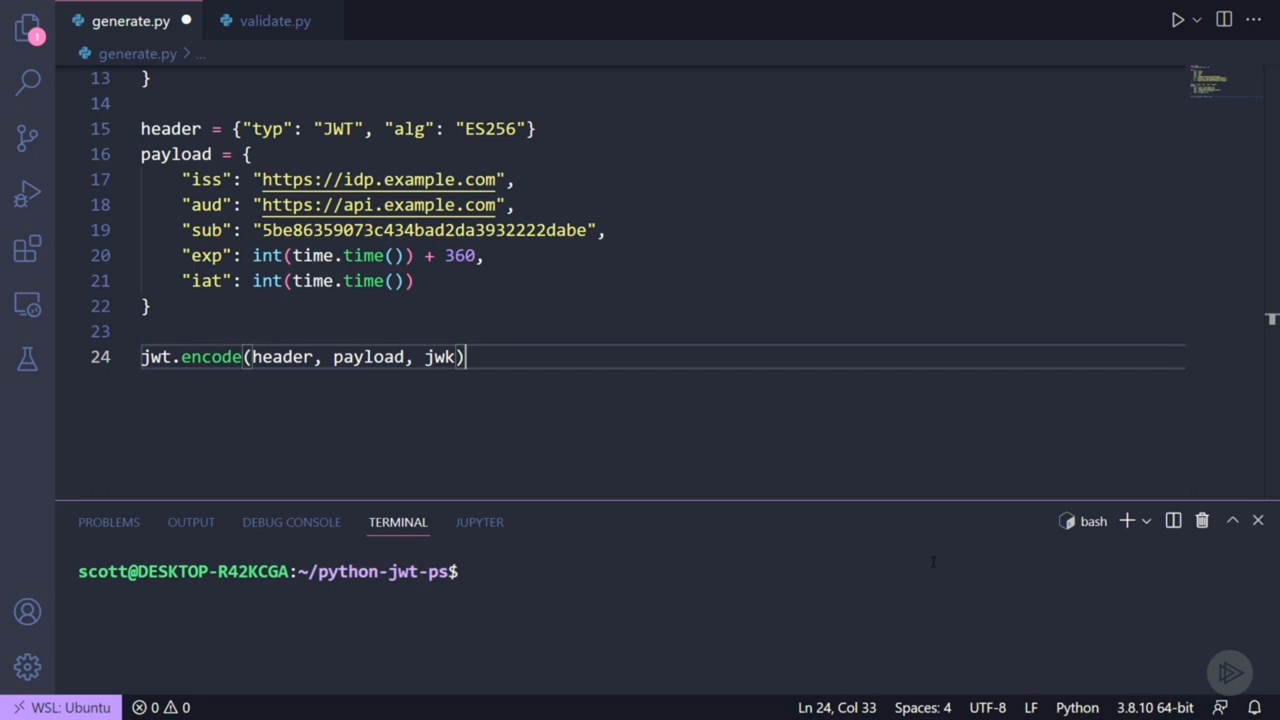 generate.py
validate.py
1
generate.py > ...
13 }
14
15 header = {"typ": "JWT", "alg": "ES256"}
16 payload = {
17 "iss": "https://idp.example.com",
18 "aud": "https://api.example.com",
19 "sub": "5be86359073c434bad2da3932222dabe",
20 "exp": int(time.time()) + 360,
21 "iat": int(time.time())
22 }
23
24 jwt.encode(header, payload, jwk)
PROBLEMS OUTPUT DEBUG CONSOLE TERMINAL JUPYTER bash
scott@DESKTOP-R42KCGA:~/python-jwt-ps$
WSL: Ubuntu 0 0 Ln 24, Col 33 Spaces: 4 UTF-8 LF Python 3.8.10 64-bit